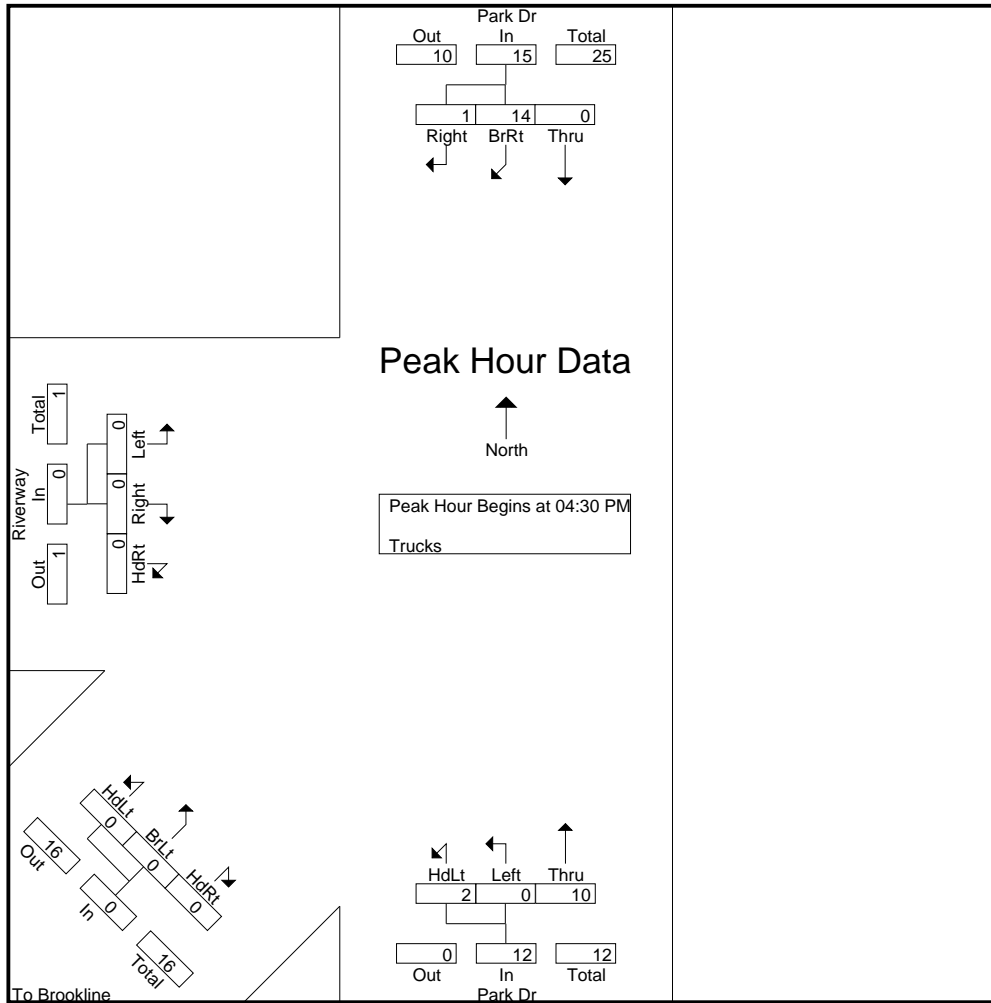 Park Dr
Out In Total
10 15 25
1 14 0
Right BrRt Thru
Peak Hour Data
North
Peak Hour Begins at 04:30 PM
Trucks
Riverway
Out In Total
1 0 1
0 0 0
HdRt Right Left
HdLt BrLt HdRt
0 0 0
16 0 16
Out In Total
To Brookline
HdLt Left Thru
2 0 10
0 12 12
Out In Total
Park Dr